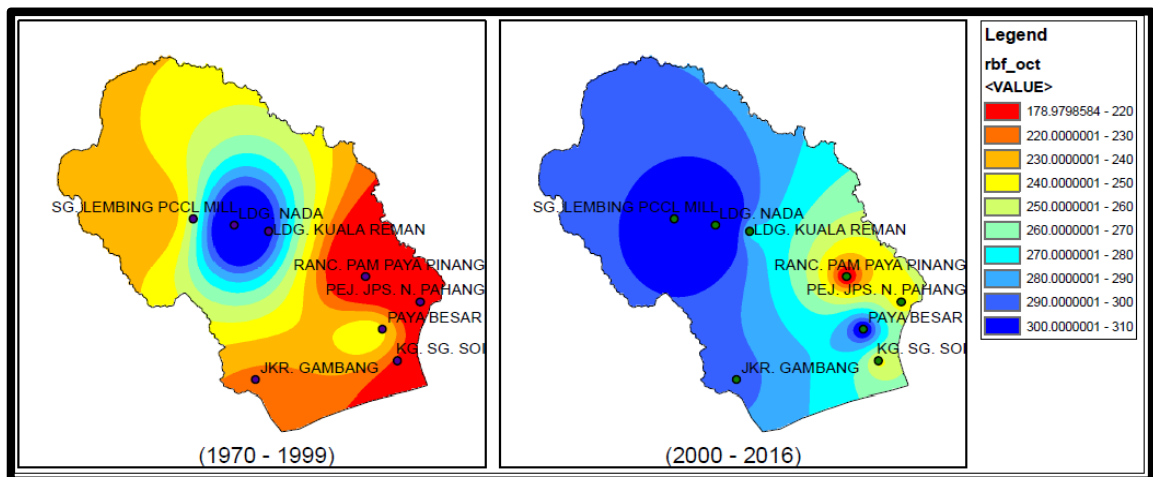 SG. LEMBING PCCL MILL
LDG. NADA
LDG. KUALA REMAN
RANC. PAM PAYA PINANG
PEJ. JPS. N. PAHANG
PAYA BESAR
KG. SG. SOI
JKR. GAMBANG
(1970 - 1999)
SG. LEMBING PCCL MILL
LDG. NADA
LDG. KUALA REMAN
RANC. PAM PAYA PINANG
PEJ. JPS. N. PAHANG
PAYA BESAR
KG. SG. SOI
JKR. GAMBANG
(2000 - 2016)
Legend
rbf_oct
<VALUE>
178.9798584 - 220
220.0000001 - 230
230.0000001 - 240
240.0000001 - 250
250.0000001 - 260
260.0000001 - 270
270.0000001 - 280
280.0000001 - 290
290.0000001 - 300
300.0000001 - 310